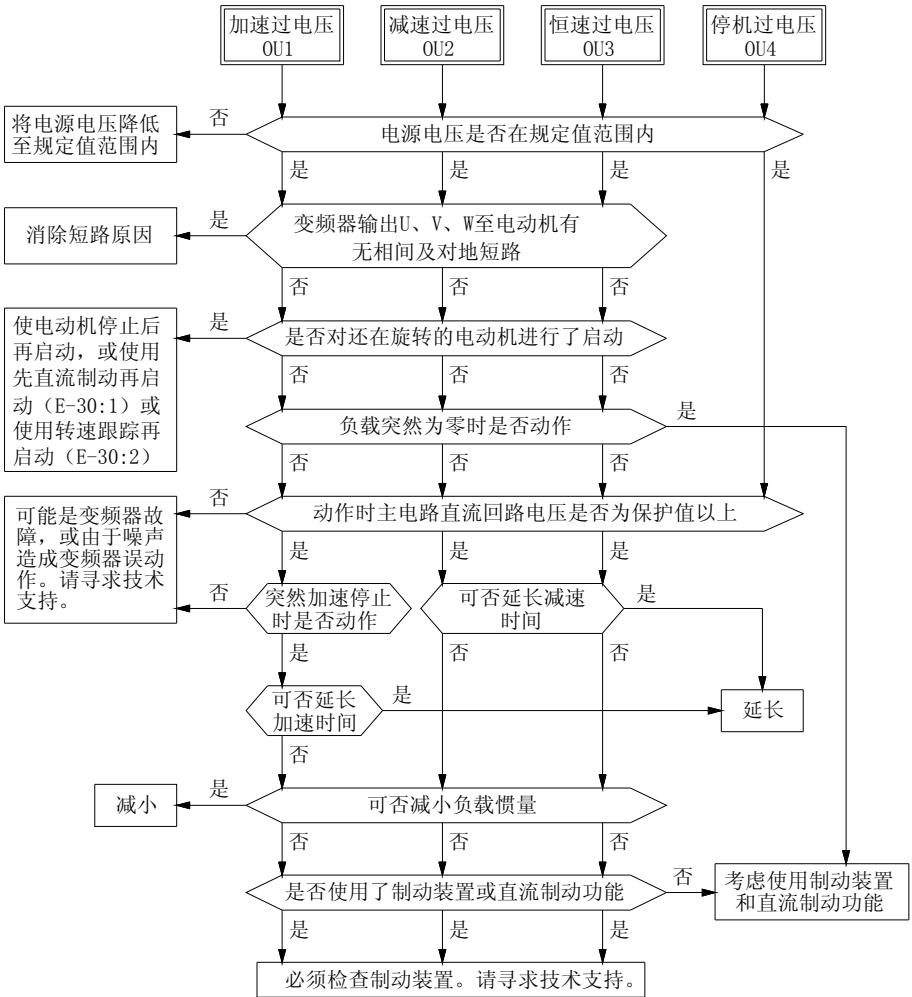 加速过电压
OU1
减速过电压
OU2
恒速过电压
OU3
停机过电压
OU4
将电源电压降低
至规定值范围内
否
电源电压是否在规定值范围内
是
是
是
是
消除短路原因
是
变频器输出U、V、W至电动机有
无相间及对地短路
否
否
否
使电动机停止后
再启动，或使用
先直流制动再启
动（E-30:1）或
使用转速跟踪再
启动（E-30:2）
是
是否对还在旋转的电动机进行了启动
否
否
否
负载突然为零时是否动作
是
否
否
否
可能是变频器故
障，或由于噪声
造成变频器误动
作。请寻求技术
支持。
否
动作时主电路直流回路电压是否为保护值以上
是
是
是
否
突然加速停止
时是否动作
可否延长减速
时间
是
是
否
否
可否延长
加速时间
是
延长
否
减小
是
可否减小负载惯量
否
否
否
是否使用了制动装置或直流制动功能
否
考虑使用制动装置
和直流制动功能
是
是
是
必须检查制动装置。请寻求技术支持。